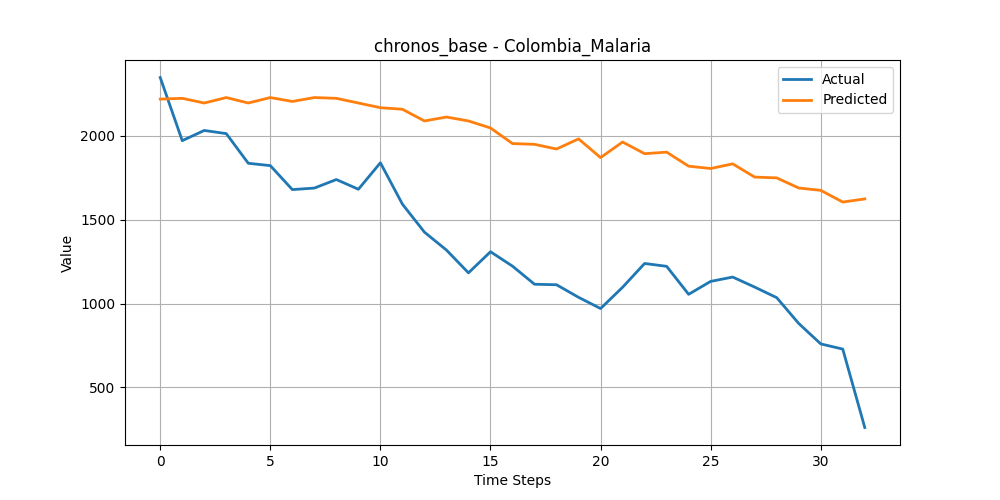 chronos_base - Colombia_Malaria
Actual
Predicted
2000
1500
1000
500
Value
0 5 10 15 20 25 30
Time Steps